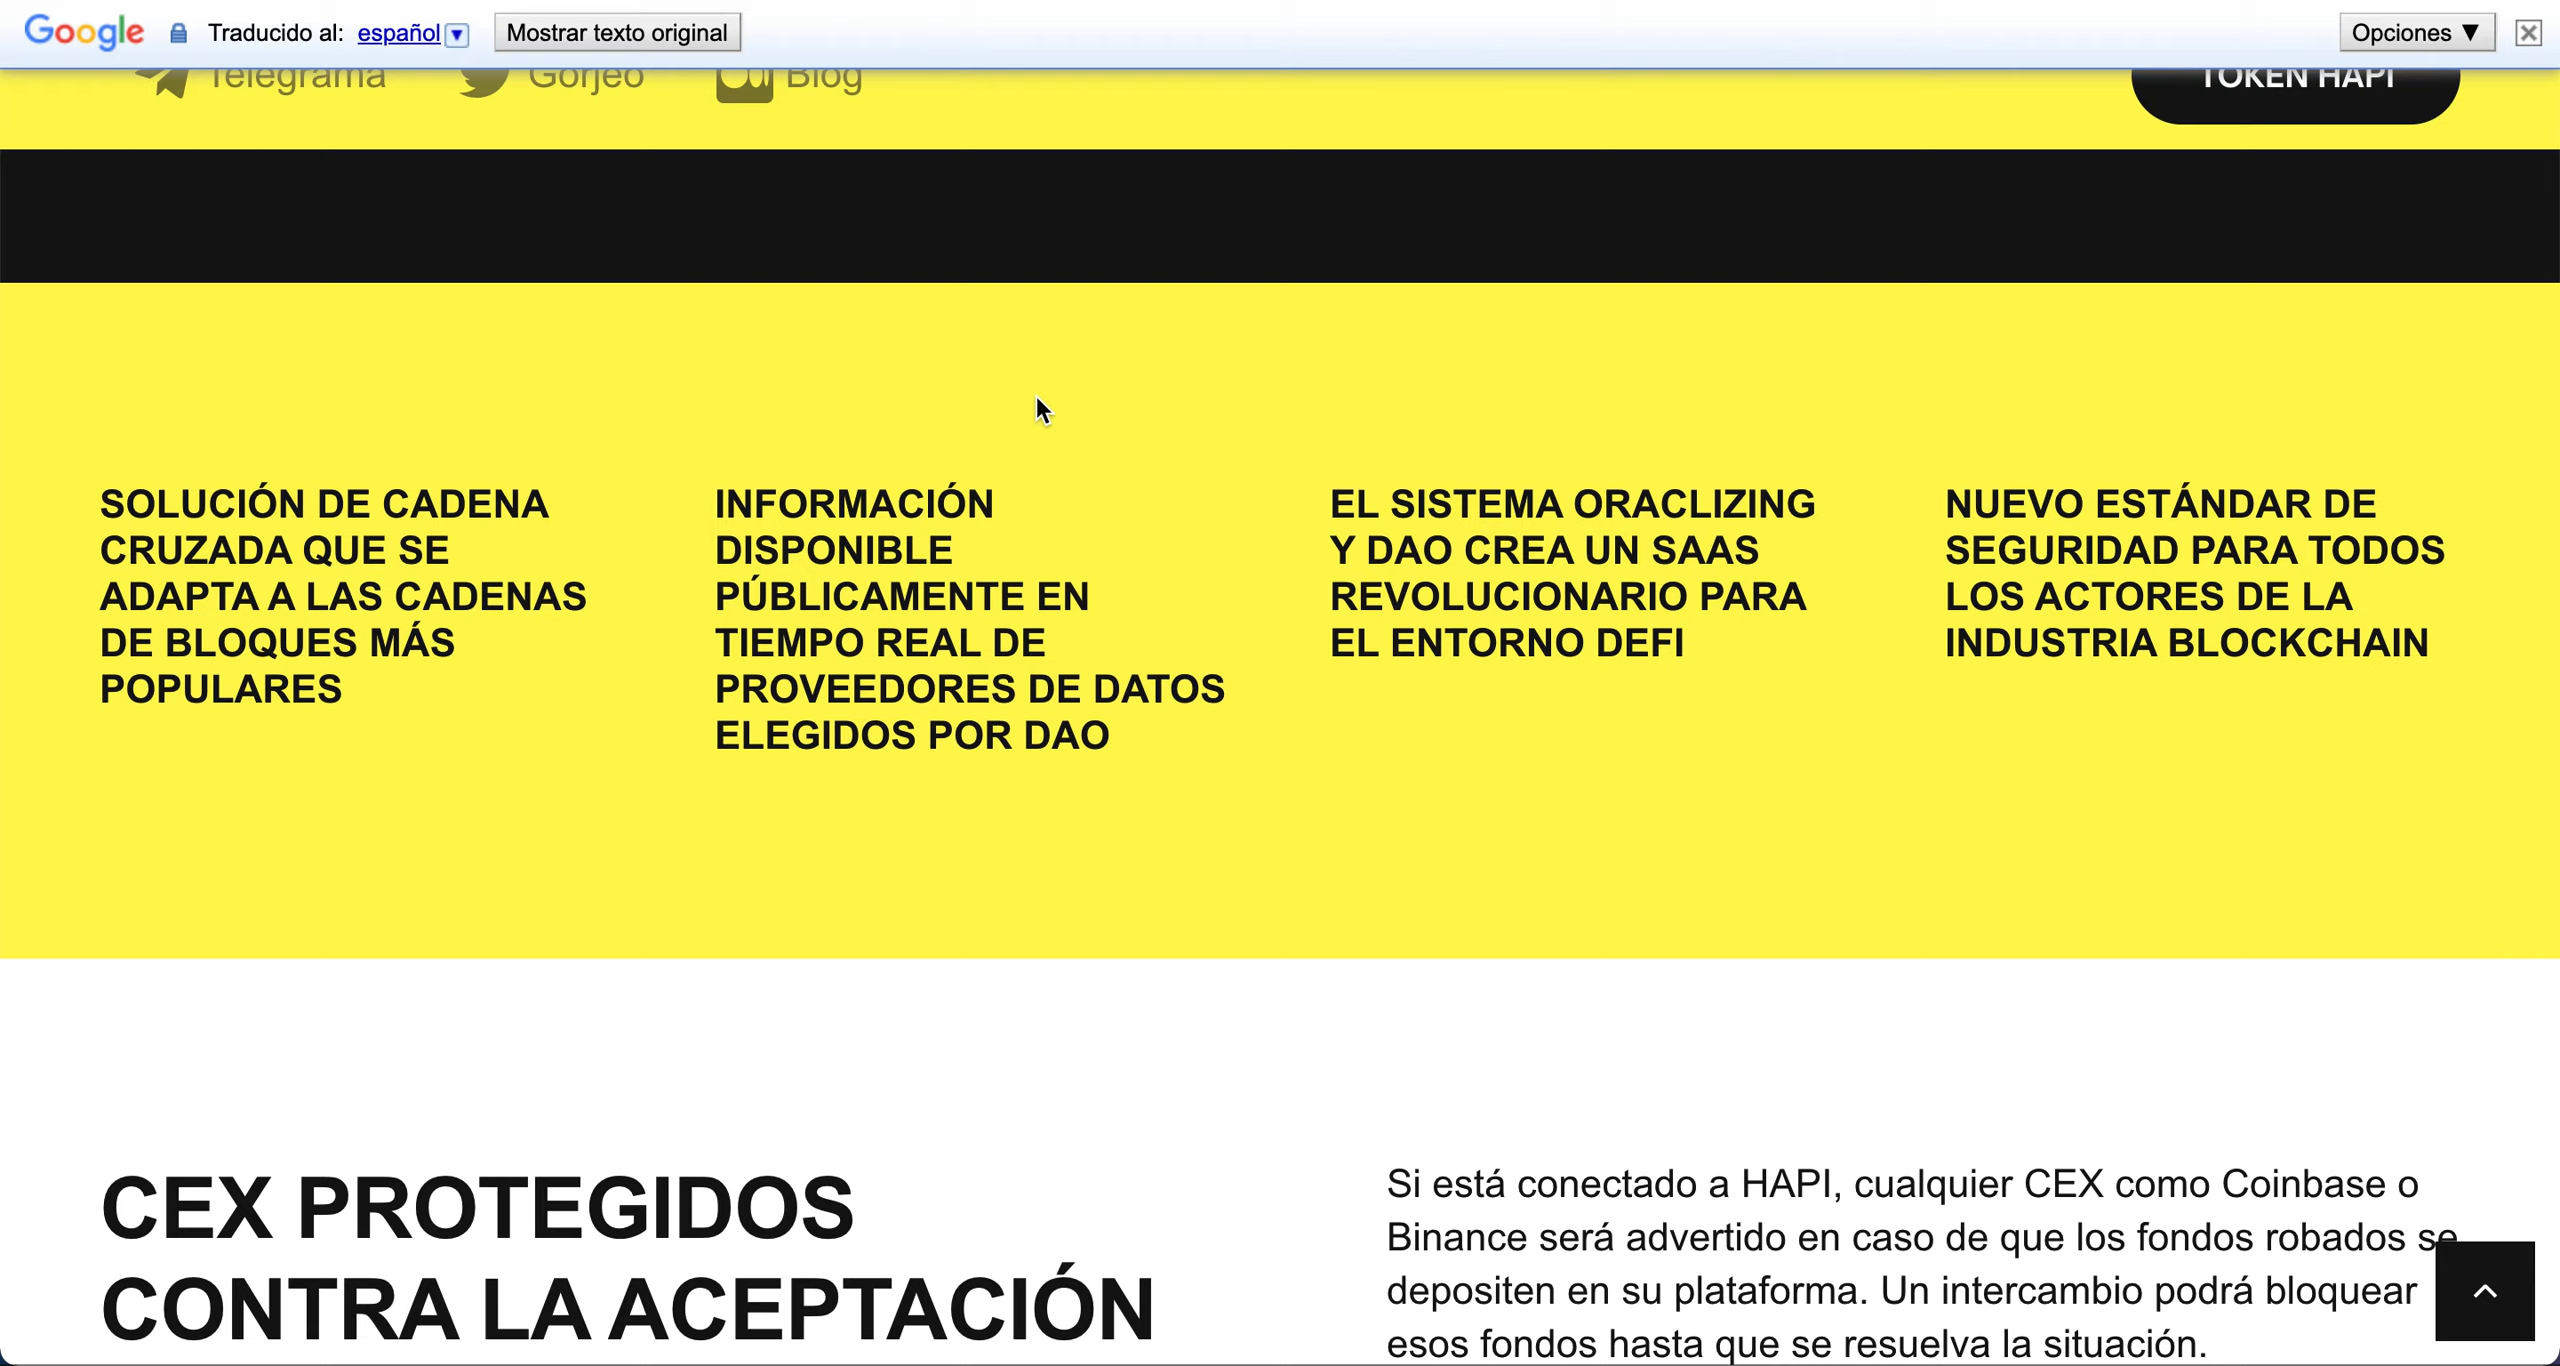 Google Traducido al: español Mostrar texto original Opciones ▼
Telegrama Gorjeo Blog TOKEN HAPI
SOLUCIÓN DE CADENA
CRUZADA QUE SE
ADAPTA A LAS CADENAS
DE BLOQUES MÁS
POPULARES
INFORMACIÓN
DISPONIBLE
PÚBLICAMENTE EN
TIEMPO REAL DE
PROVEEDORES DE DATOS
ELEGIDOS POR DAO
EL SISTEMA ORACLIZING
Y DAO CREA UN SAAS
REVOLUCIONARIO PARA
EL ENTORNO DEFI
NUEVO ESTÁNDAR DE
SEGURIDAD PARA TODOS
LOS ACTORES DE LA
INDUSTRIA BLOCKCHAIN
CEX PROTEGIDOS
CONTRA LA ACEPTACIÓN
Si está conectado a HAPI, cualquier CEX como Coinbase o
Binance será advertido en caso de que los fondos robados se
depositen en su plataforma. Un intercambio podrá bloquear
esos fondos hasta que se resuelva la situación.